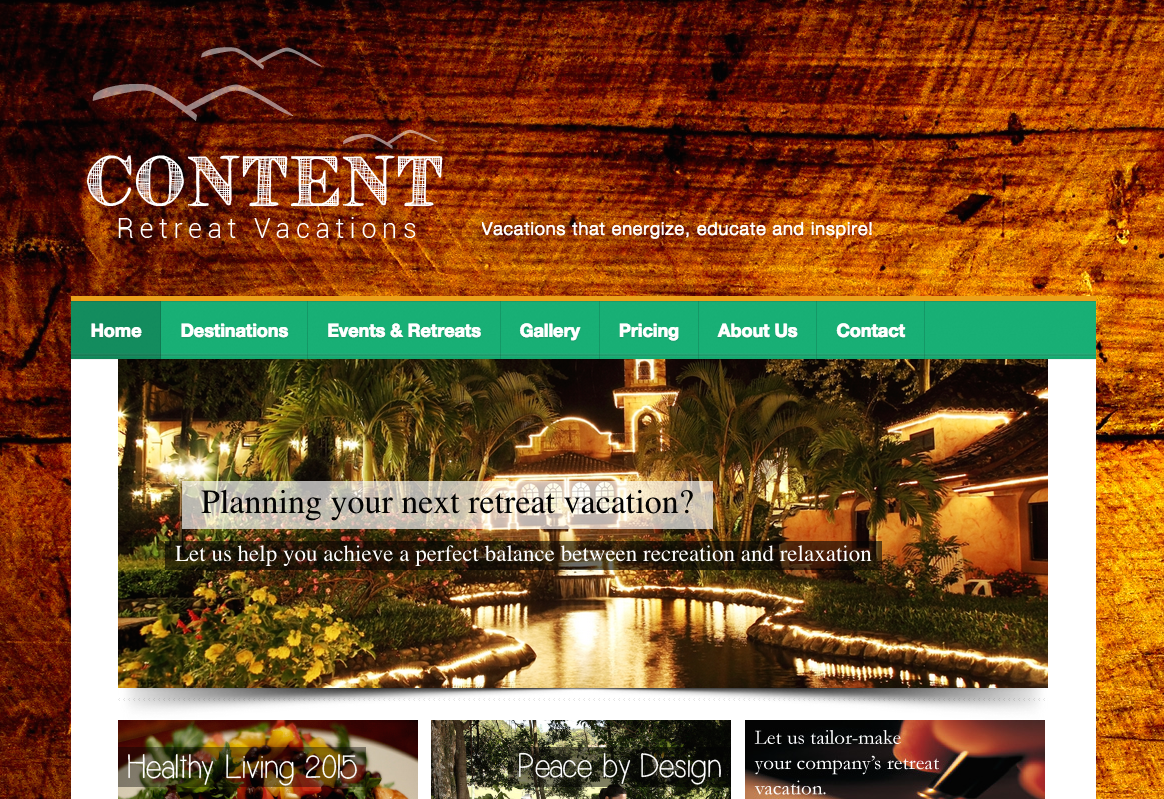 CONTENT
Retreat Vacations
Vacations that energize, educate and inspire!
Home
Destinations
Events & Retreats
Gallery
Pricing
About Us
Contact
Planning your next retreat vacation?
Let us help you achieve a perfect balance between recreation and relaxation
Healthy Living 2015
Peace by Design
Let us tailor-make
your company’s retreat
vacation.